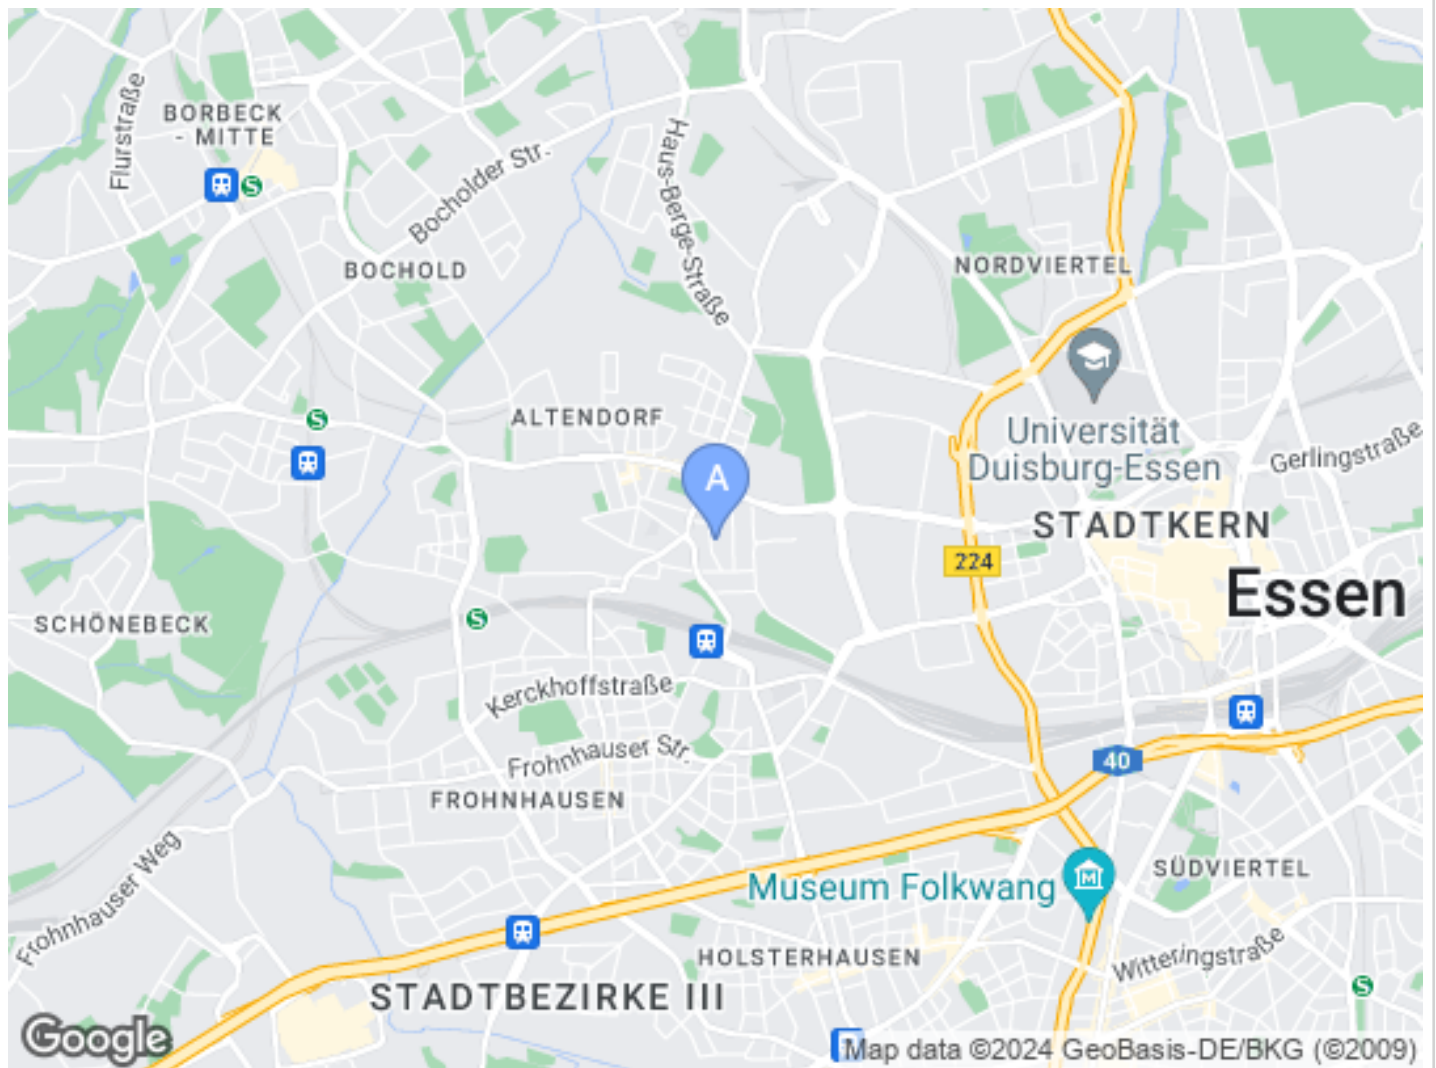 Flurstraße
BORBECK
- MITTE
S
Bocholder Str.
Haus-Berge-Straße
BOCHOLD
NORDVIERTEL
S
ALTENDORF
A
Universität
Duisburg-Essen
Gerlingstraße
STADTKERN
224
Essen
SCHÖNEBECK
S
Kerckhoffstraße
Frohnhauser Str.
40
FROHNHAUSEN
Frohnhauser Weg
Museum Folkwang
M
SÜDVIERTEL
HOLSTERHAUSEN
Witteringstraße
STADTBEZIRKE III
S
Google
Map data ©2024 GeoBasis-DE/BKG (©2009)